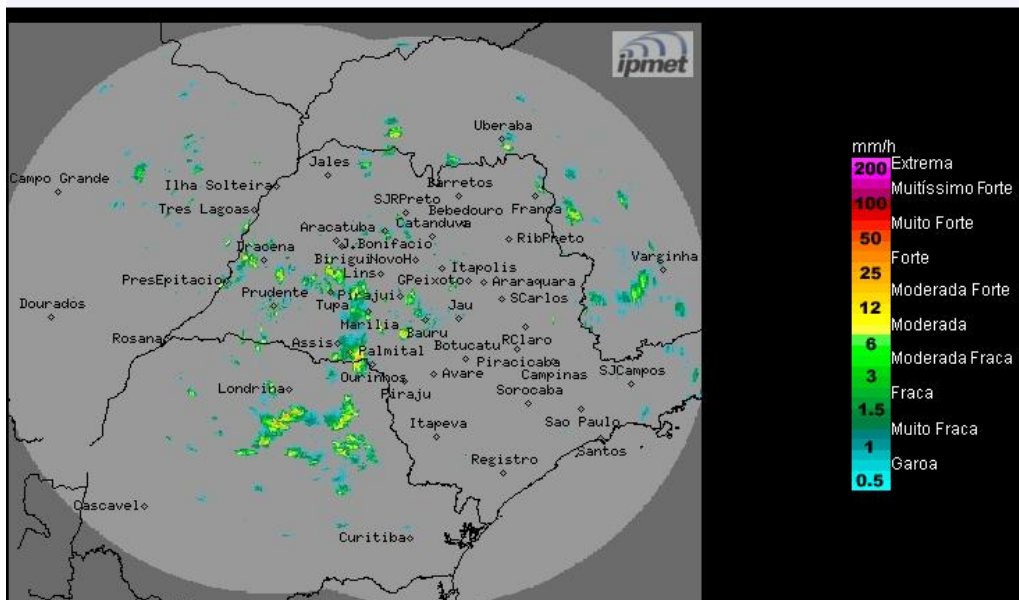 ipmet
Uberaba
Jales
Campo Grande
Ilha Solteira
Barretos
SJRPreto
Tres Lagoas
Bebedouro
Franca
Aracatuba
Catanduva
J.Bonifacio
RibPreto
Dracena
Birigui
NovoH
Varginha
Lins
Itapolis
PresEpitacio
GPeixoto
Araraquara
Prudente
Tupa
Pirajui
SCarlos
Dourados
Jau
Marilia
Bauru
Rosana
Assis
Botucatu
RClaro
Palmital
Piracicaba
Ourinhos
Avare
Campinas
SJCampos
Londrina
Piraju
Sorocaba
Itapeva
Sao Paulo
Santos
Registro
Cascavel
Curitiba
mm/h
200 Extrema
Muitíssimo Forte
100
Muito Forte
50
Forte
25
Moderada Forte
12
Moderada
6
Moderada Fraca
3
Fraca
1.5
Muito Fraca
1
Garoa
0.5